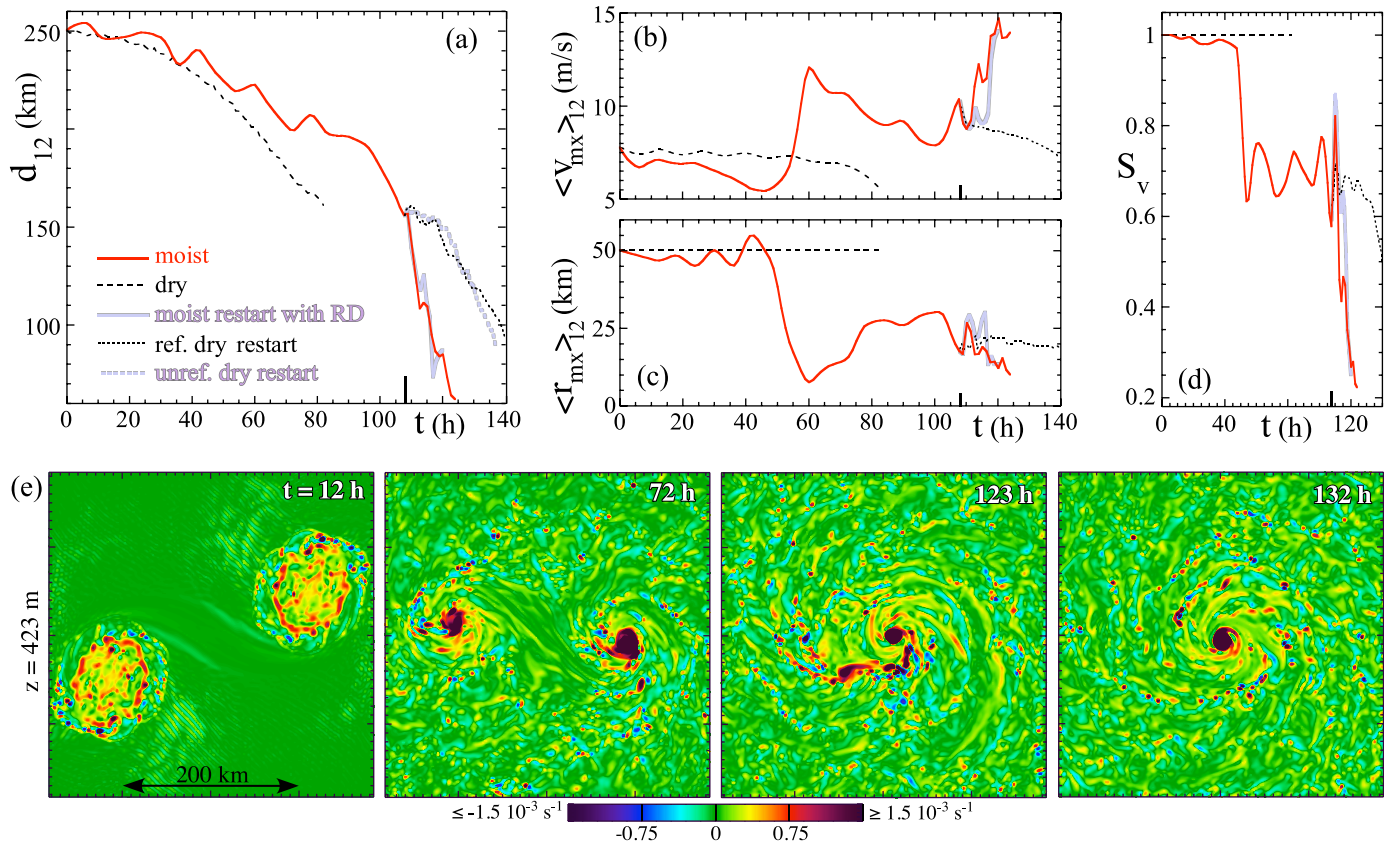 (a)
250
150
100
d12 (km)
moist
dry
moist restart with RD
ref. dry restart
unref. dry restart
0 20 40 60 80 100 120 140
t (h)
(b)
15
10
5
<vmx>12 (m/s)
(c)
50
25
0
<rmx>12 (km)
0 20 40 60 80 100 120 140
t (h)
1
0.8
0.6
0.4
0.2
Sv
(d)
0 40 80 120
t (h)
(e)
z = 423 m
t = 12 h
200 km
72 h
123 h
132 h
≤ -1.5 10-3 s-1
≥ 1.5 10-3 s-1
-0.75 0 0.75